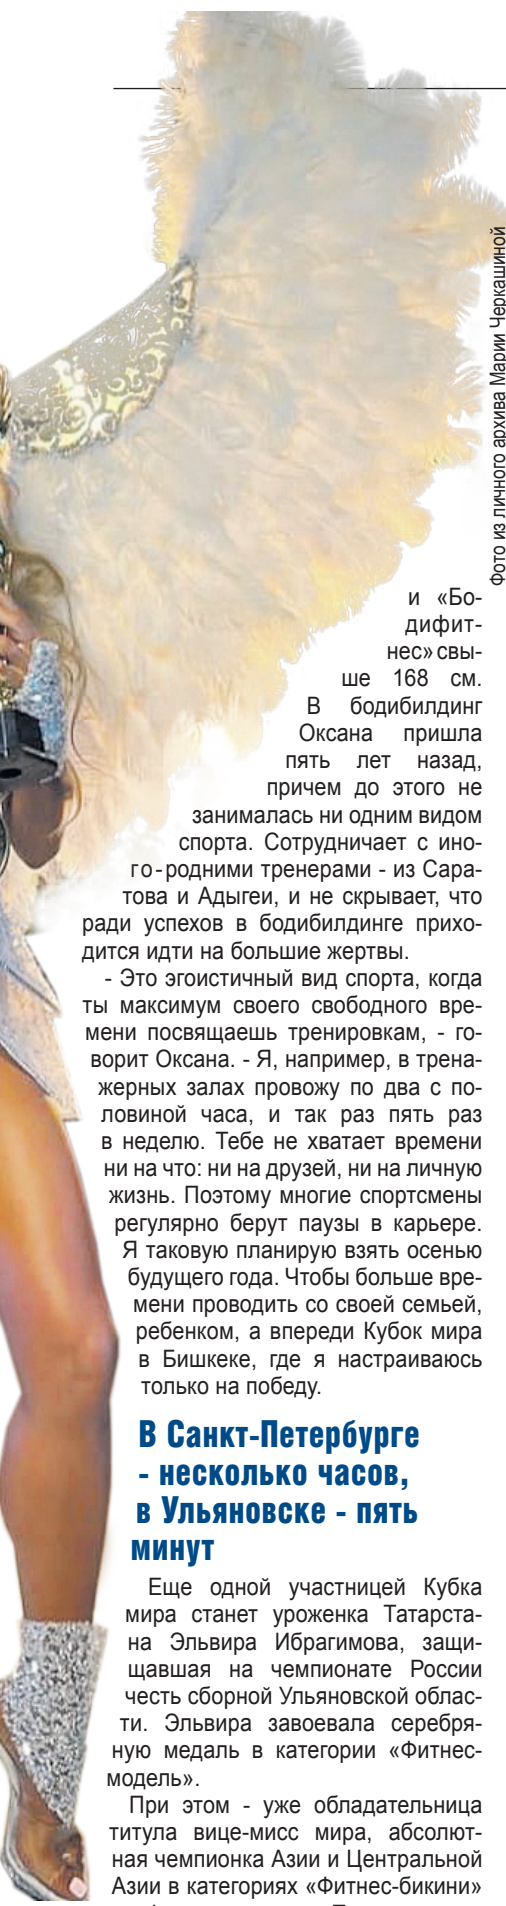 Фото из личного архива Марии Черкашиной
и «Бо-
дифит-
нес» свы-
ше 168 см.
В бодибилдинг
Оксана пришла
пять лет назад,
причем до этого не
занималась ни одним видом
спорта. Сотрудничает с ино-
го-родними тренерами - из Сара-
това и Адыгеи, и не скрывает, что
ради успехов в бодибилдинге прихо-
дится идти на большие жертвы.
- Это эгоистичный вид спорта, когда
ты максимум своего свободного вре-
мени посвящаешь тренировкам, - го-
ворит Оксана. - Я, например, в трена-
жерных залах провожу по два с по-
ловиной часа, и так раз пять раз
в неделю. Тебе не хватает времени
ни на что: ни на друзей, ни на личную
жизнь. Поэтому многие спортсмены
регулярно берут паузы в карьере.
Я таковую планирую взять осенью
будущего года. Чтобы больше вре-
мени проводить со своей семьей,
ребенком, а впереди Кубок мира
в Бишкеке, где я настраиваюсь
только на победу.
В Санкт-Петербурге
- несколько часов,
в Ульяновске - пять
минут
Еще одной участницей Кубка
мира станет уроженка Татарста-
на Эльвира Ибрагимова, защи-
щавшая на чемпионате России
честь сборной Ульяновской облас-
ти. Эльвира завоевала серебря-
ную медаль в категории «Фитнес-
модель».
При этом - уже обладательница
титула вице-мисс мира, абсолют-
ная чемпионка Азии и Центральной
Азии в категориях «Фитнес-бикини»